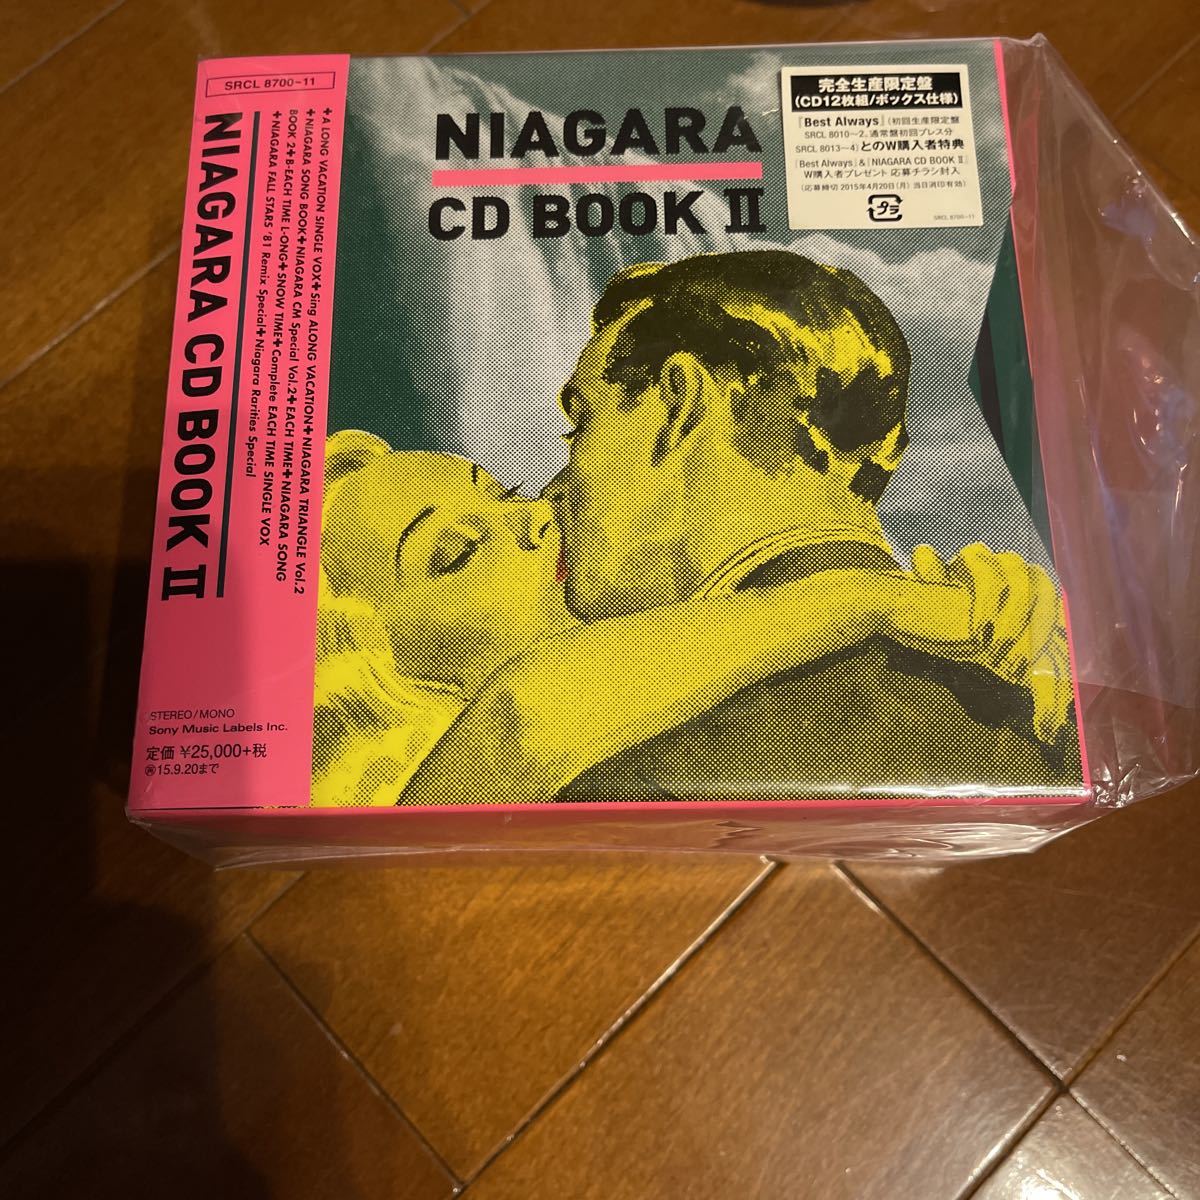 SRCL 8700~11
NIAGARA CD BOOK II
✚A LONG VACATION SINGLE VOX✚Sing ALONG VACATION✚NIAGARA TRIANGLE Vol.2
✚NIAGARA SONG BOOK✚NIAGARA CM Special Vol.2✚EACH TIME✚NIAGARA SONG
BOOK 2✚B-EACH TIME L-ONG✚SNOW TIME✚Complete EACH TIME SINGLE VOX
✚NIAGARA FALL STARS '81 Remix Special✚Niagara Rarities Special
STEREO/MONO
Sony Music Labels Inc.
定価 ¥25,000+税
15.9.20まで
NIAGARA
CD BOOK II
完全生産限定盤
(CD12枚組/ボックス仕様)
『Best Always』(初回生産限定盤
SRCL 8010~2、通常盤初回プレス分
SRCL 8013~4)とのW購入者特典
『Best Always』&『NIAGARA CD BOOK II』
W購入者プレゼント 応募チラシ封入
(応募締切 2015年4月20日(月) 当日消印有効)
プラ
SRCL 8700~11